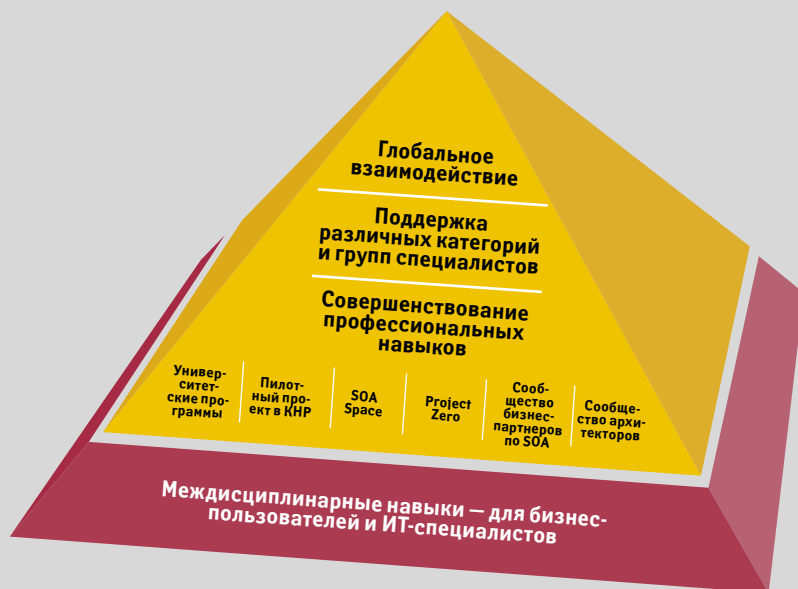 Глобальное
взаимодействие
Поддержка
различных категорий
и групп специалистов
Совершенствование
профессиональных
навыков
Универ-
ситет-
ские про-
граммы
Пилот-
ный про-
ект в КНР
SOA
Space
Project
Zero
Сооб-
щество
бизнес-
партнеров
по SOA
Сообще-
ство архи-
текторов
Междисциплинарные навыки — для бизнес-
пользователей и ИТ-специалистов